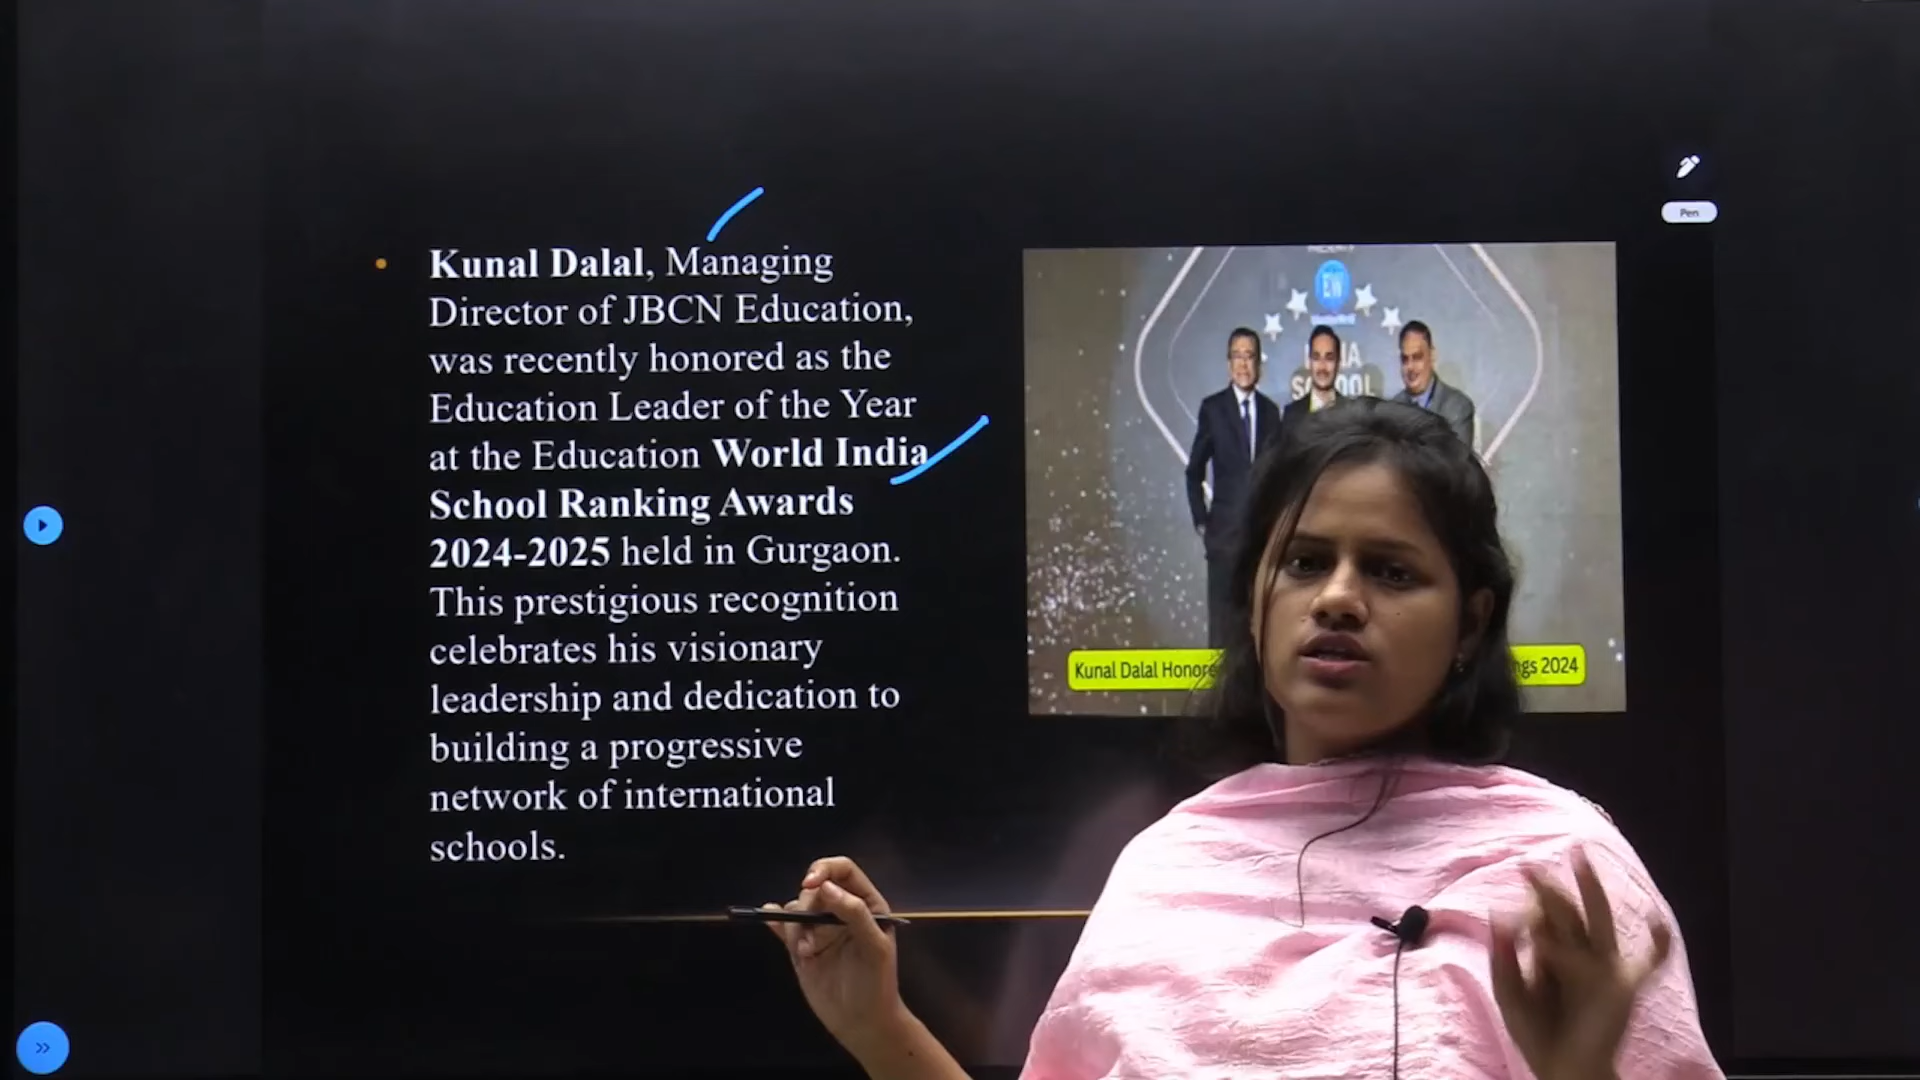 Pen
Kunal Dalal, Managing
Director of JBCN Education,
was recently honored as the
Education Leader of the Year
at the Education World India
School Ranking Awards
2024-2025 held in Gurgaon.
This prestigious recognition
celebrates his visionary
leadership and dedication to
building a progressive
network of international
schools.
EW
SCHOOL
Kunal Dalal Honore
ngs 2024